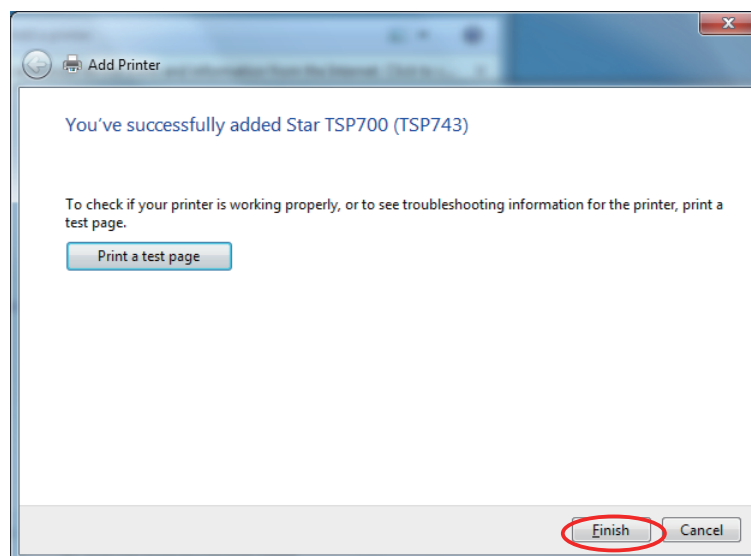 Add Printer
You've successfully added Star TSP700 (TSP743)
To check if your printer is working properly, or to see troubleshooting information for the printer, print a
test page.
Print a test page
Finish
Cancel